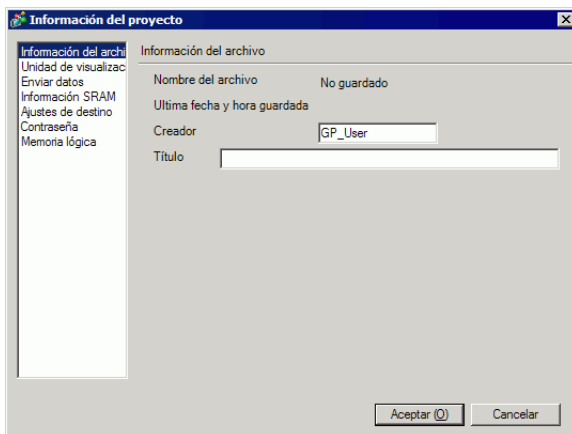 Información del proyecto
Información del archi
Unidad de visualizac
Enviar datos
Información SRAM
Ajustes de destino
Contraseña
Memoria lógica
Información del archivo
Nombre del archivo No guardado
Ultima fecha y hora guardada
Creador GP_User
Título
Aceptar (O) Cancelar